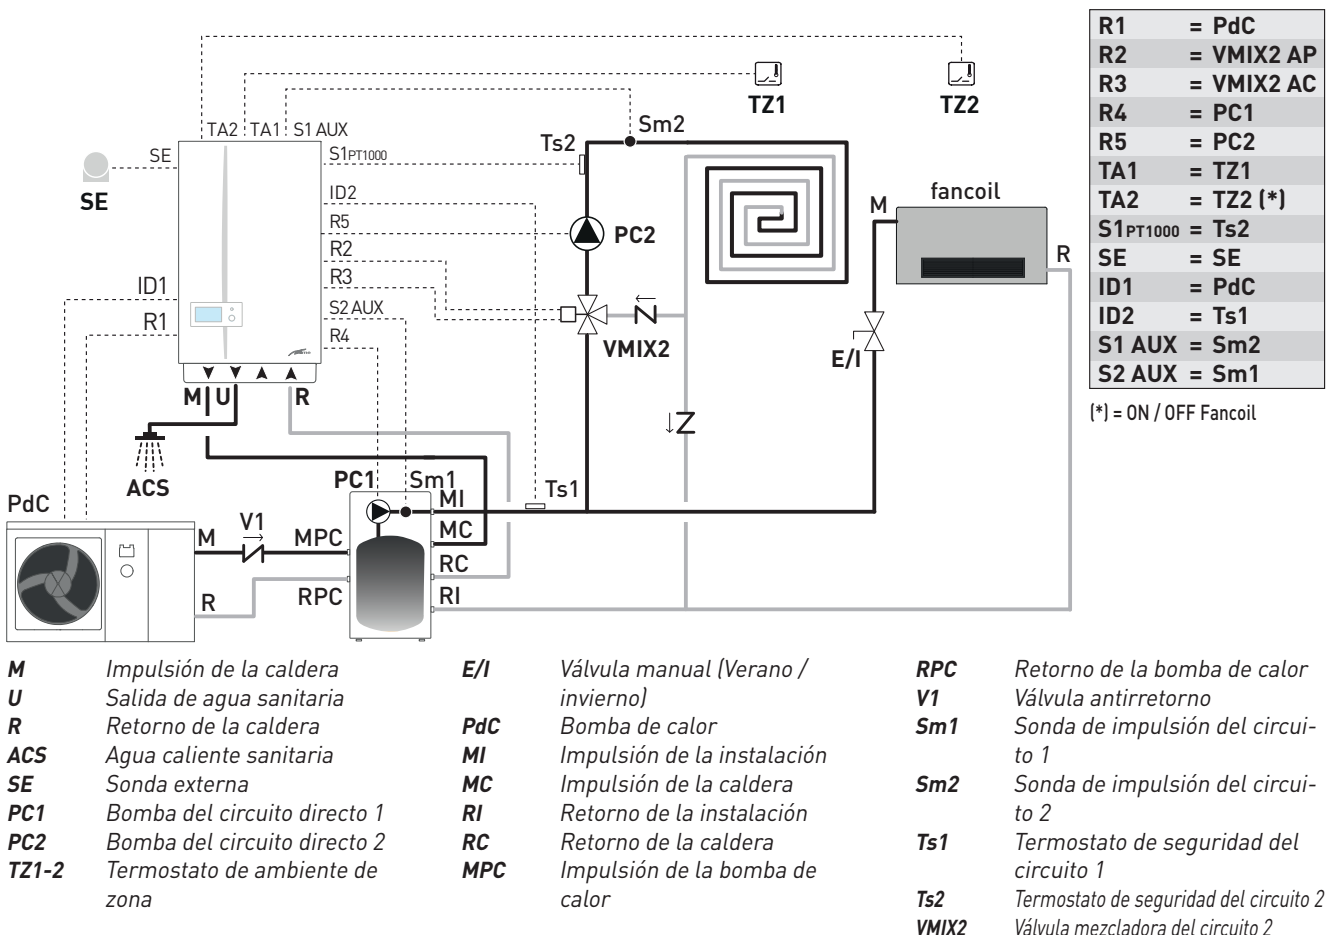 TA2 TA1 S1 AUX
TZ1
TZ2
Sm2
Ts2
SE
SE
S1PT1000
ID2
R5
PC2
R2
R3
VMIX2
S2 AUX
R4
ID1
R1
M U R
ACS
fancoil
M
R
E/I
PdC
V1
M
R
MPC
RPC
PC1
Sm1
MI
MC
RC
RI
Ts1
R1 = PdC
R2 = VMIX2 AP
R3 = VMIX2 AC
R4 = PC1
R5 = PC2
TA1 = TZ1
TA2 = TZ2 (*)
S1PT1000 = Ts2
SE = SE
ID1 = PdC
ID2 = Ts1
S1 AUX = Sm2
S2 AUX = Sm1
(*) = ON / OFF Fancoil
M Impulsión de la caldera
U Salida de agua sanitaria
R Retorno de la caldera
ACS Agua caliente sanitaria
SE Sonda externa
PC1 Bomba del circuito directo 1
PC2 Bomba del circuito directo 2
TZ1-2 Termostato de ambiente de
zona
E/I Válvula manual (Verano /
invierno)
PdC Bomba de calor
MI Impulsión de la instalación
MC Impulsión de la caldera
RI Retorno de la instalación
RC Retorno de la caldera
MPC Impulsión de la bomba de
calor
RPC Retorno de la bomba de calor
V1 Válvula antirretorno
Sm1 Sonda de impulsión del circui-
to 1
Sm2 Sonda de impulsión del circui-
to 2
Ts1 Termostato de seguridad del
circuito 1
Ts2 Termostato de seguridad del circuito 2
VMIX2 Válvula mezcladora del circuito 2